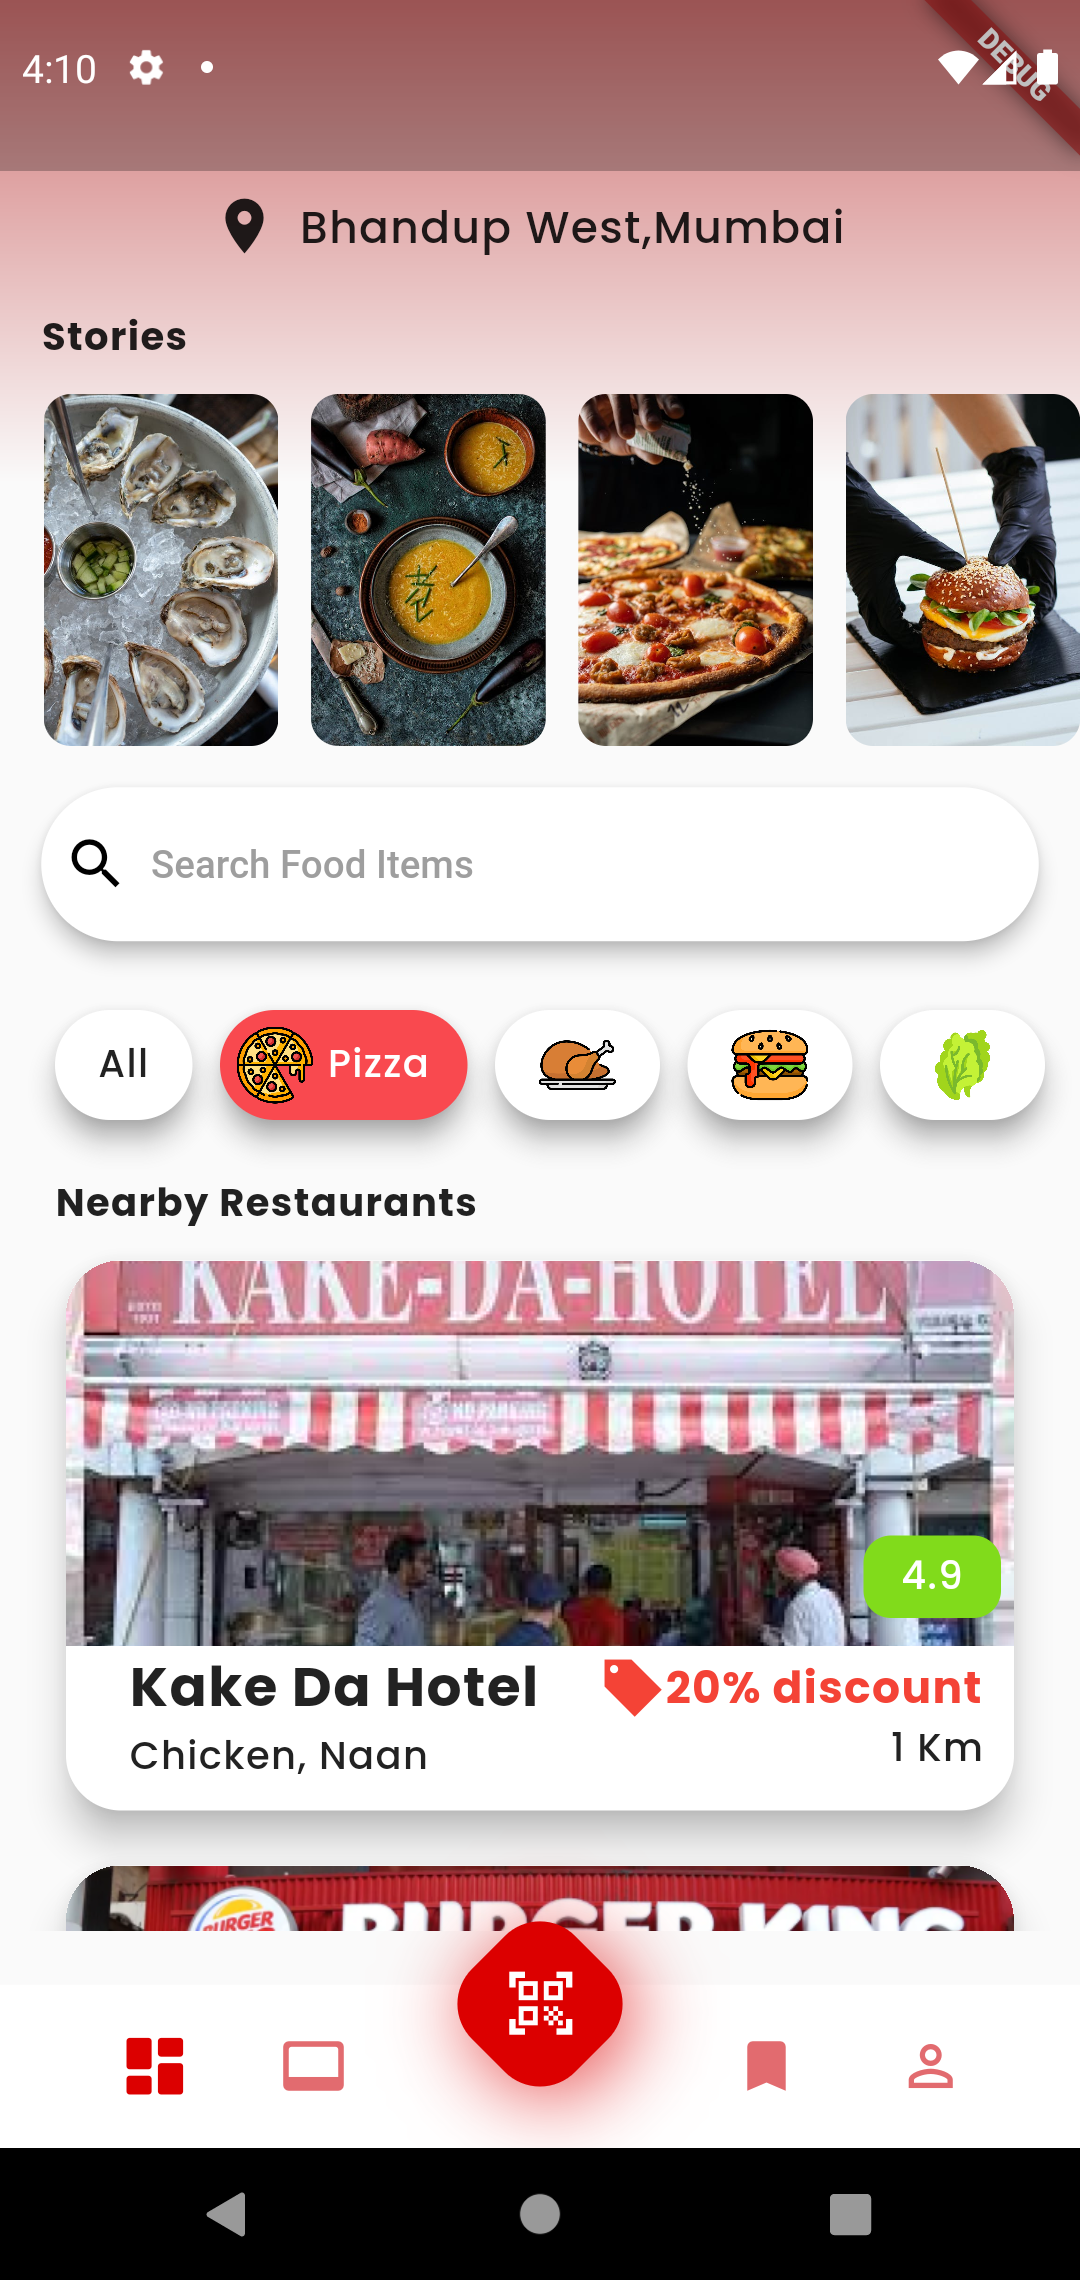 4:10
DEBUG
Bhandup West,Mumbai
Stories
Search Food Items
All
Pizza
Nearby Restaurants
KAKE-DA-HOTEL
4.9
Kake Da Hotel
20% discount
Chicken, Naan
1 Km
BURGER
BURGER KING